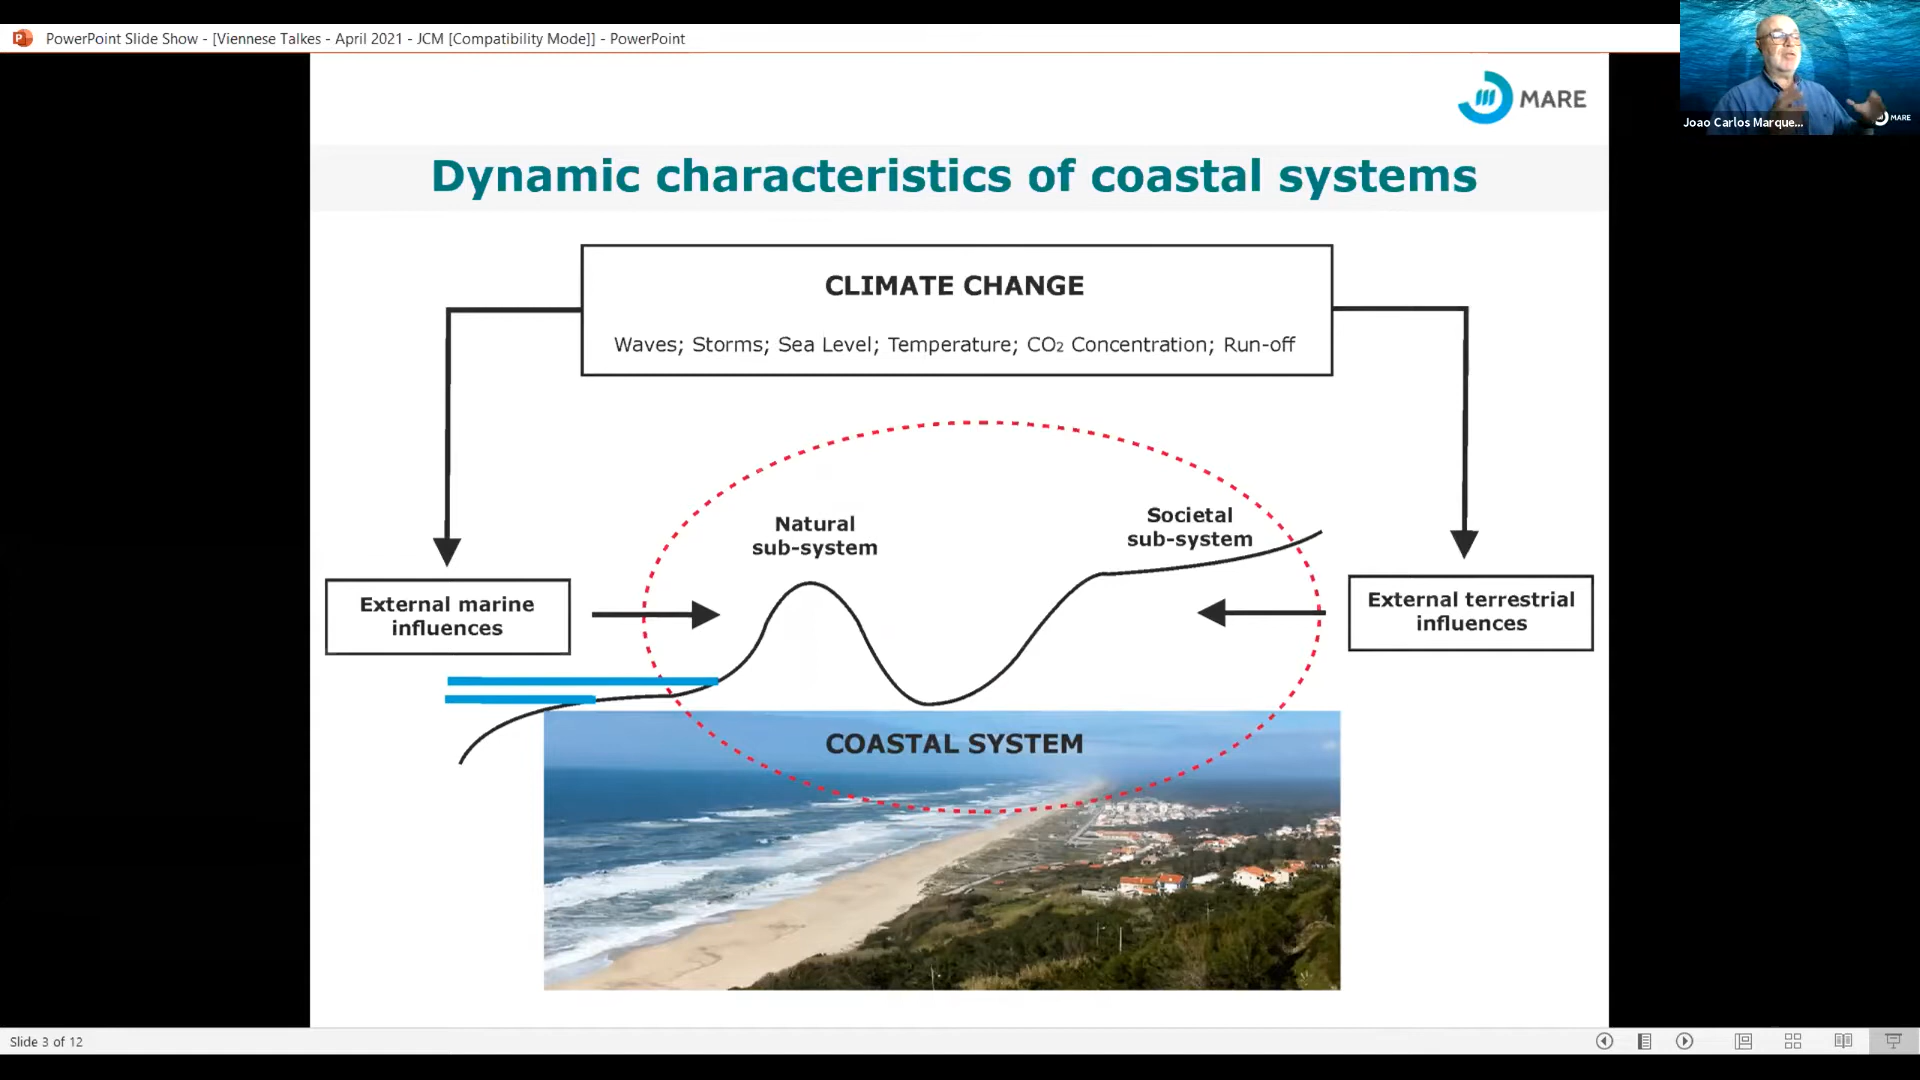 PowerPoint Slide Show - [Viennese Talkes - April 2021 - JCM [Compatibility Mode]] - PowerPoint
MARE
Joao Carlos Marque...
MARE
Dynamic characteristics of coastal systems
CLIMATE CHANGE
Waves; Storms; Sea Level; Temperature; CO₂ Concentration; Run-off
Natural
sub-system
Societal
sub-system
External marine
influences
External terrestrial
influences
COASTAL SYSTEM
Slide 3 of 12